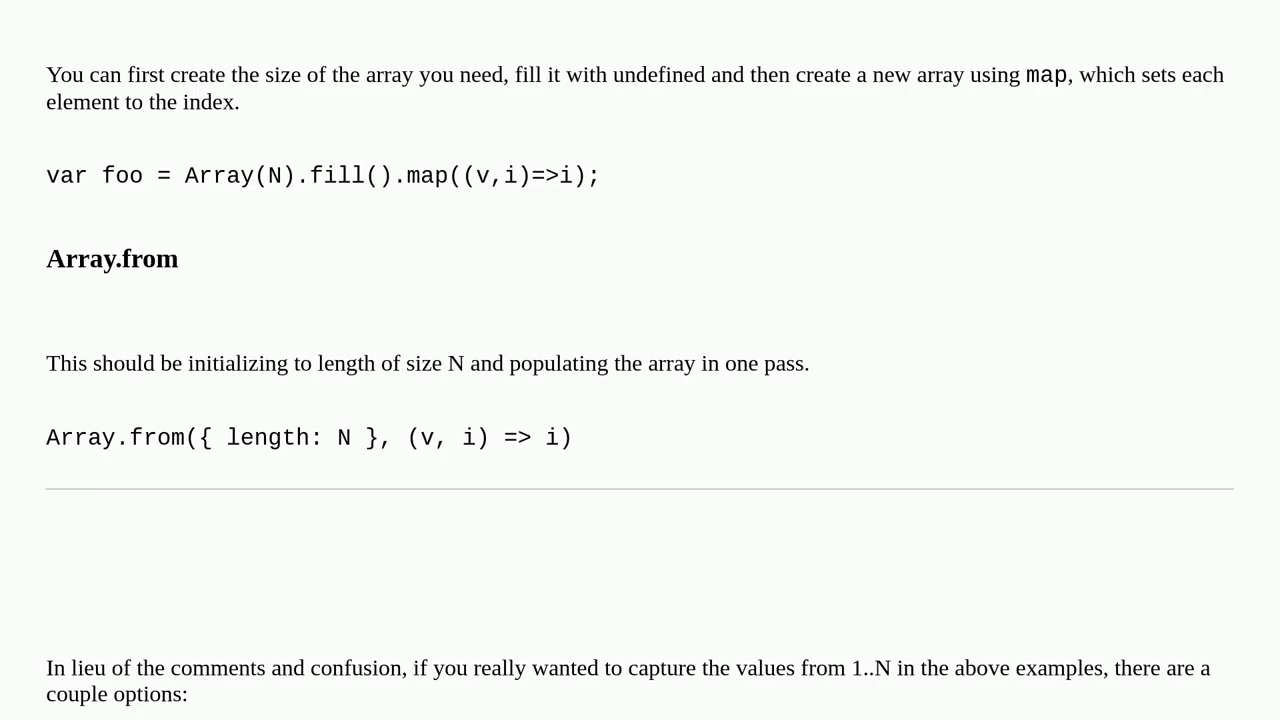 You can first create the size of the array you need, fill it with undefined and then create a new array using map, which sets each
element to the index.
var foo = Array(N).fill().map((v,i)=>i);
Array.from
This should be initializing to length of size N and populating the array in one pass.
Array.from({ length: N }, (v, i) => i)
In lieu of the comments and confusion, if you really wanted to capture the values from 1..N in the above examples, there are a
couple options: